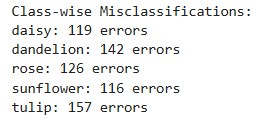 Class-wise Misclassifications:
daisy: 119 errors
dandelion: 142 errors
rose: 126 errors
sunflower: 116 errors
tulip: 157 errors